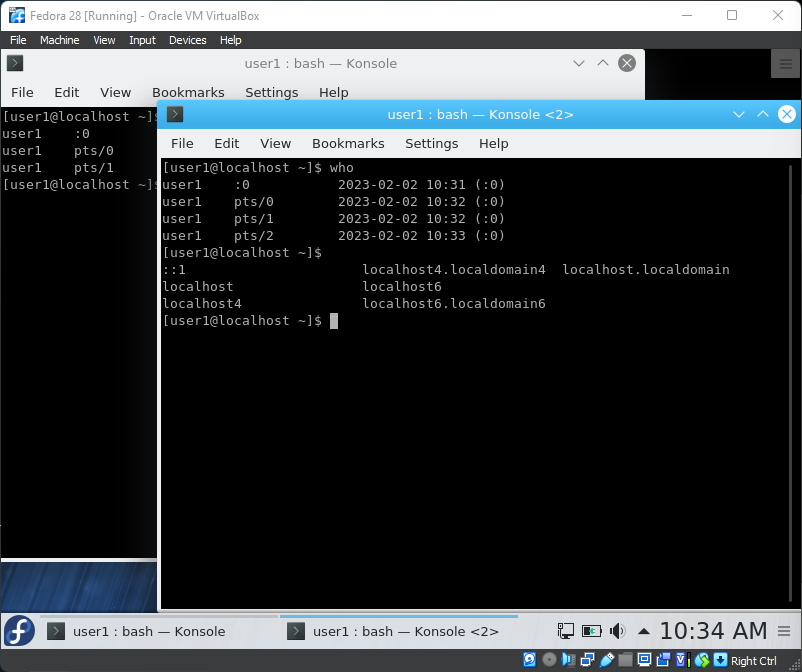 Fedora 28 [Running] - Oracle VM VirtualBox
File Machine View Input Devices Help
user1 : bash — Konsole
File Edit View Bookmarks Settings Help
[user1@localhost ~]$
user1 :0
user1 pts/0
user1 pts/1
[user1@localhost ~]$
user1 : bash — Konsole <2>
File Edit View Bookmarks Settings Help
[user1@localhost ~]$ who
user1 :0 2023-02-02 10:31 (:0)
user1 pts/0 2023-02-02 10:32 (:0)
user1 pts/1 2023-02-02 10:32 (:0)
user1 pts/2 2023-02-02 10:33 (:0)
[user1@localhost ~]$
::1 localhost4.localdomain4 localhost.localdomain
localhost localhost6
localhost4 localhost6.localdomain6
[user1@localhost ~]$
user1 : bash — Konsole
user1 : bash — Konsole <2>
10:34 AM
Right Ctrl